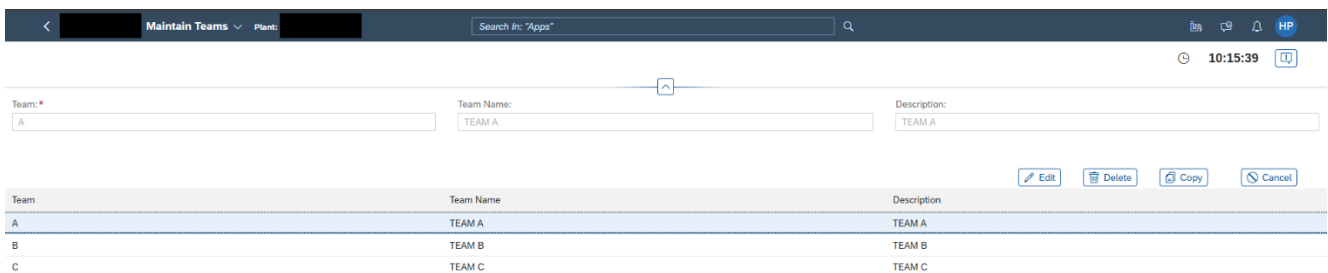 Maintain Teams Plant: Search In: "Apps" HP
10:15:39
Team:* Team Name: Description:
A TEAM A TEAM A
Edit Delete Copy Cancel
Team Team Name Description
A TEAM A TEAM A
B TEAM B TEAM B
C TEAM C TEAM C